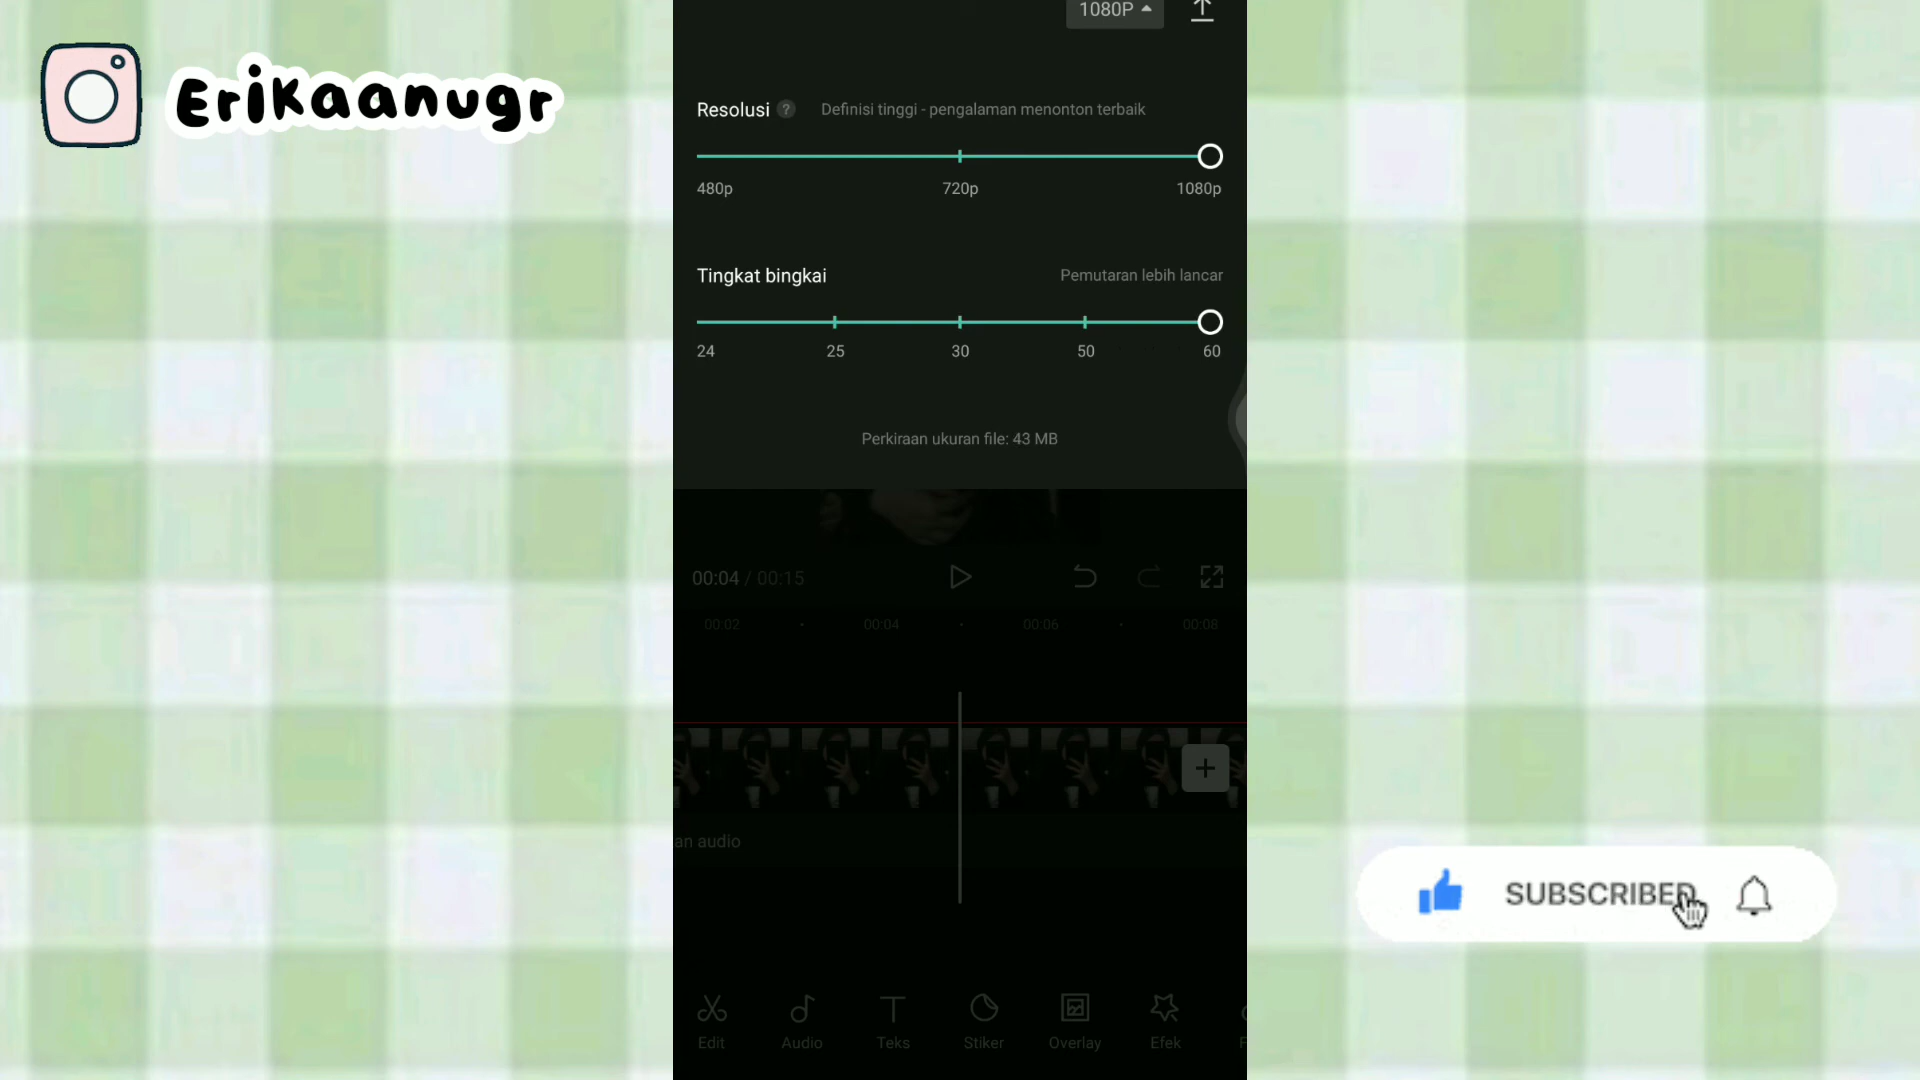 Erikaanugr
1080P
Resolusi ? Definisi tinggi - pengalaman menonton terbaik
480p 720p 1080p
Tingkat bingkai Pemutaran lebih lancar
24 25 30 50 60
Perkiraan ukuran file: 43 MB
00:04 / 00:15
00:02 00:04 00:06 00:08
an audio
SUBSCRIBED
Edit Audio Teks Stiker Overlay Efek F